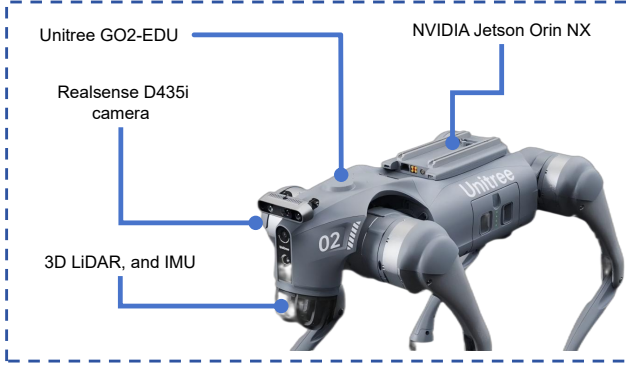 Unitree GO2-EDU
NVIDIA Jetson Orin NX
Realsense D435i
camera
3D LiDAR, and IMU
Unitree
02